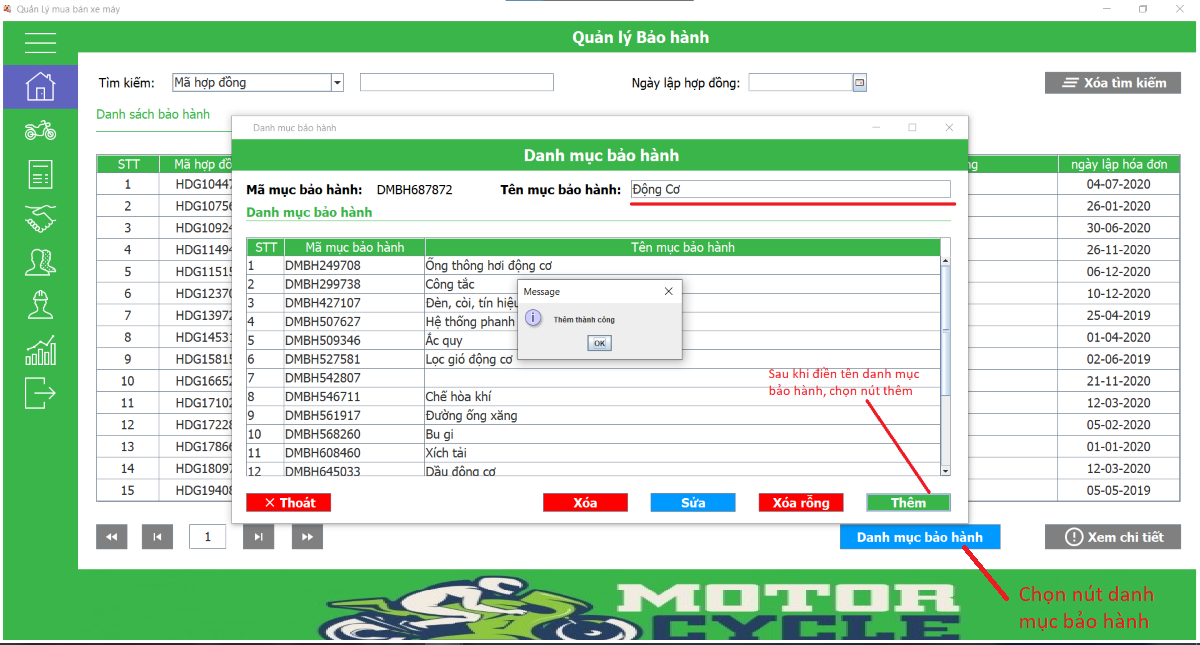 Quản lý mua bán xe máy
Quản lý Bảo hành
Tìm kiếm: Mã hợp đồng Ngày lập hợp đồng: Xóa tìm kiếm
Danh sách bảo hành
STT Mã hợp đồ ng ngày lập hóa đơn
1 HDG10447 04-07-2020
2 HDG10756 26-01-2020
3 HDG10924 30-06-2020
4 HDG11494 26-11-2020
5 HDG11515 06-12-2020
6 HDG12370 10-12-2020
7 HDG13972 25-04-2019
8 HDG14531 01-04-2020
9 HDG15815 02-06-2019
10 HDG16652 21-11-2020
11 HDG17102 12-03-2020
12 HDG17228 05-02-2020
13 HDG17866 01-01-2020
14 HDG18097 12-03-2020
15 HDG19408 05-05-2019
Danh mục bảo hành
Danh mục bảo hành
Mã mục bảo hành: DMBH687872 Tên mục bảo hành: Động Cơ
Danh mục bảo hành
STT Mã mục bảo hành Tên mục bảo hành
1 DMBH249708 Ống thông hơi động cơ
2 DMBH299738 Công tắc
3 DMBH427107 Đèn, còi, tín hiệu
4 DMBH507627 Hệ thống phanh
5 DMBH509346 Ắc quy
6 DMBH527581 Lọc gió động cơ
7 DMBH542807
8 DMBH546711 Chế hòa khí
9 DMBH561917 Đường ống xăng
10 DMBH568260 Bu gi
11 DMBH608460 Xích tải
12 DMBH645033 Dầu động cơ
Message
Thêm thành công
OK
Sau khi điền tên danh mục
bảo hành, chọn nút thêm
Thoát Xóa Sửa Xóa rỗng Thêm
1 Danh mục bảo hành Xem chi tiết
MOTOR
CYCLE
Chọn nút danh
mục bảo hành